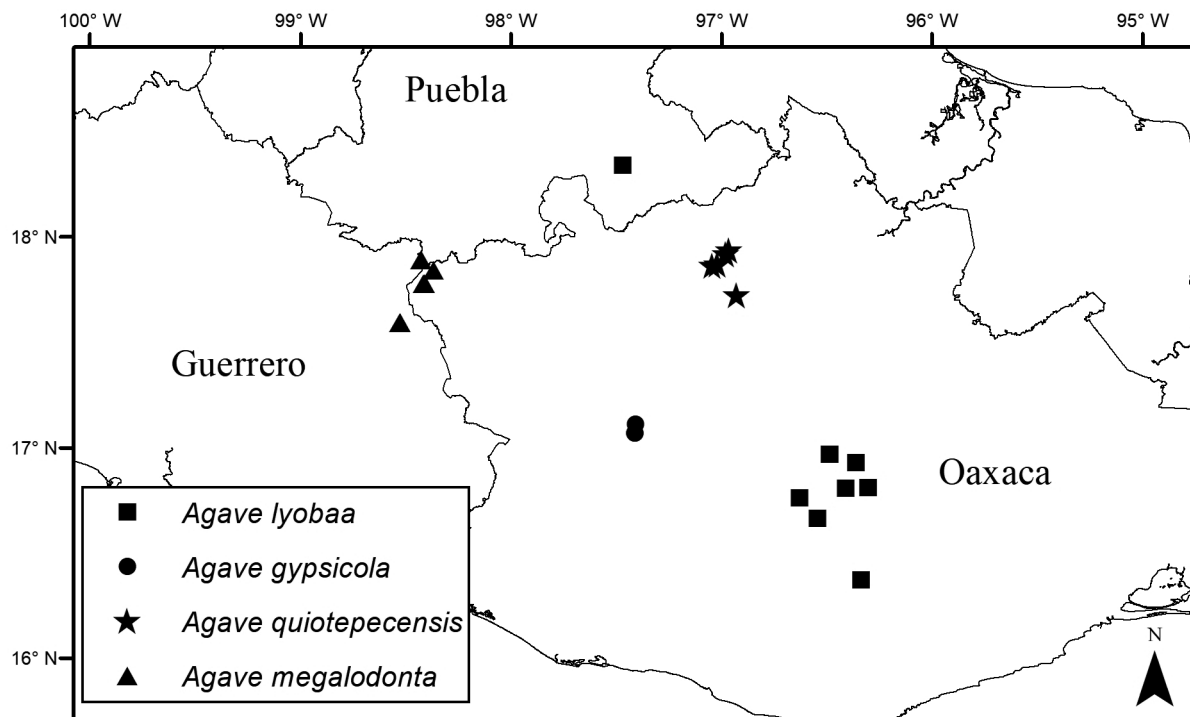 100° W
99° W
98° W
97° W
96° W
95° W
Puebla
18° N
Guerrero
17° N
Oaxaca
Agave lyobaa
Agave gypsicola
Agave quiotepecensis
Agave megalodonta
16° N
N